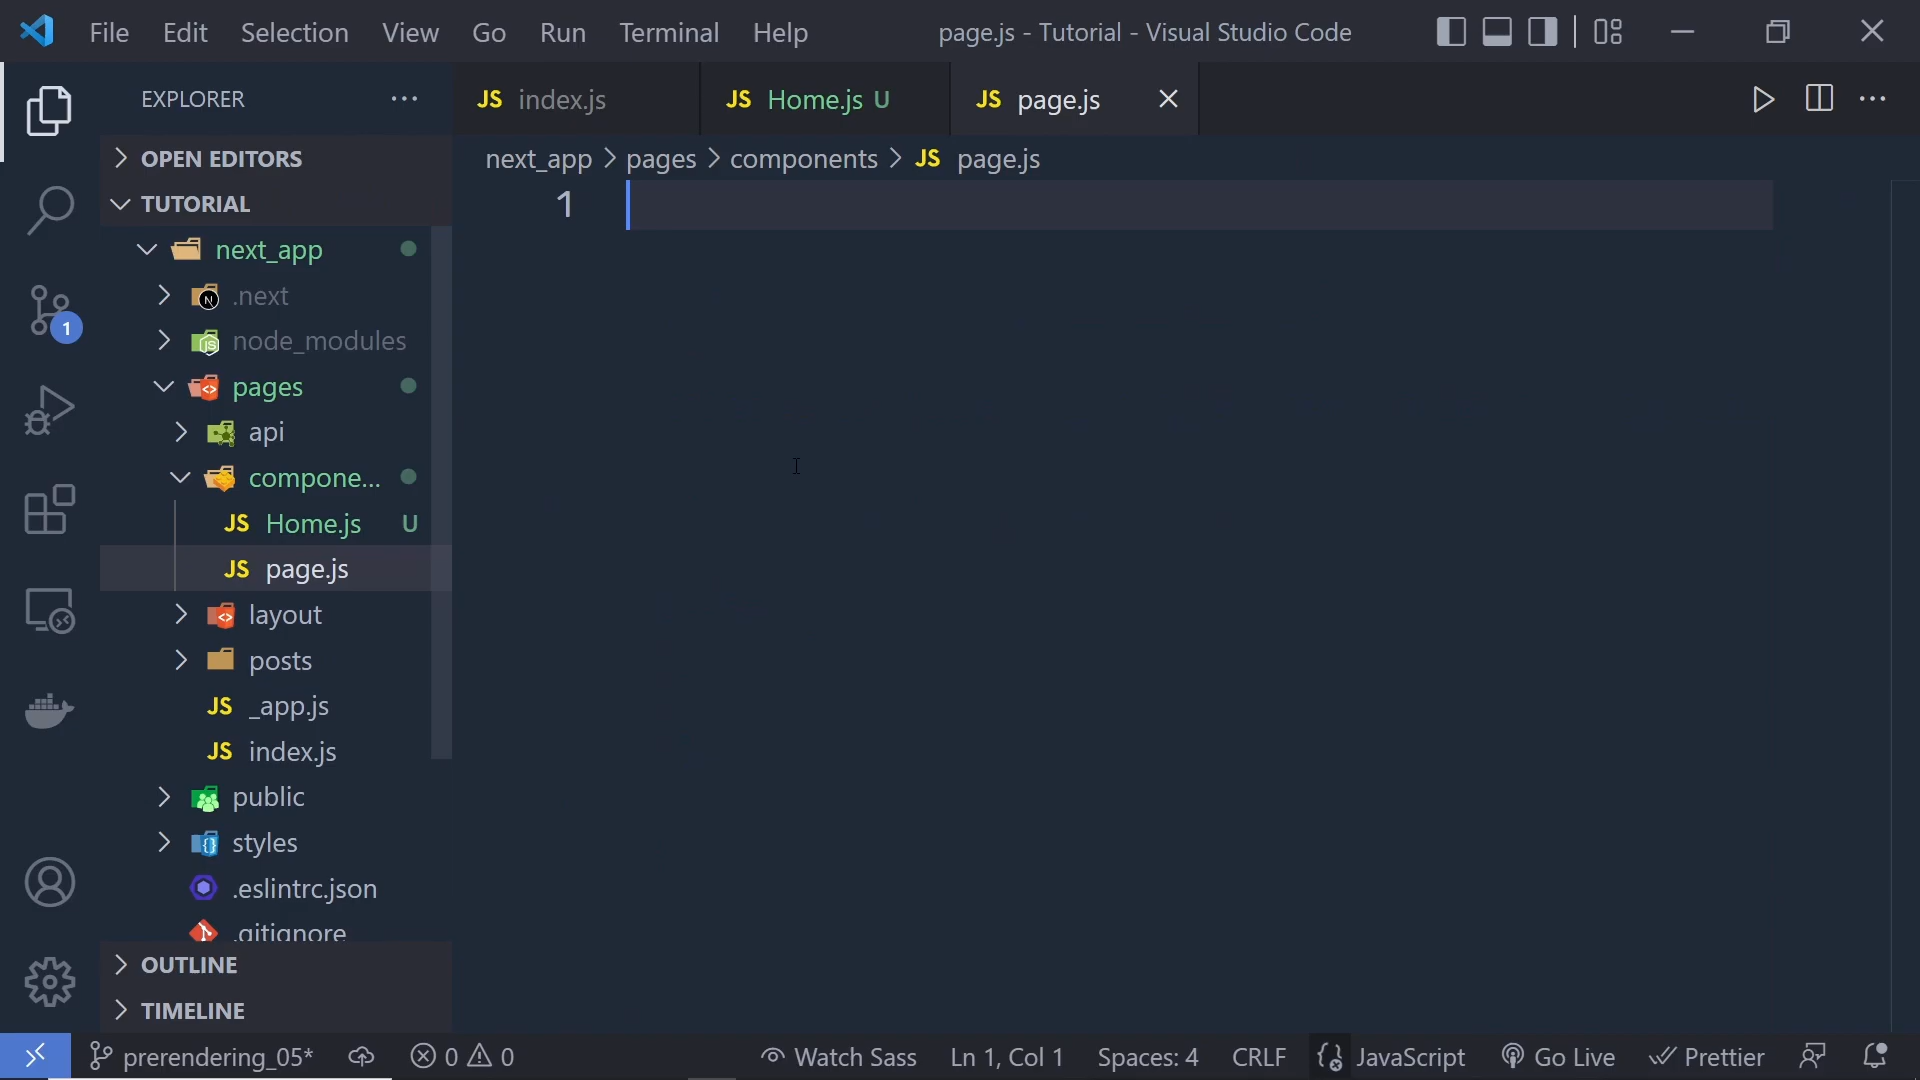 File Edit Selection View Go Run Terminal Help page.js - Tutorial - Visual Studio Code
EXPLORER
JS index.js JS Home.js U JS page.js
OPEN EDITORS
next_app > pages > components > JS page.js
TUTORIAL
1
next_app
.next
node_modules
pages
api
compone...
JS Home.js U
JS page.js
layout
posts
JS _app.js
JS index.js
public
styles
.eslintrc.json
.gitignore
OUTLINE
TIMELINE
1
prerendering_05* 0 0 Watch Sass Ln 1, Col 1 Spaces: 4 CRLF JavaScript Go Live Prettier